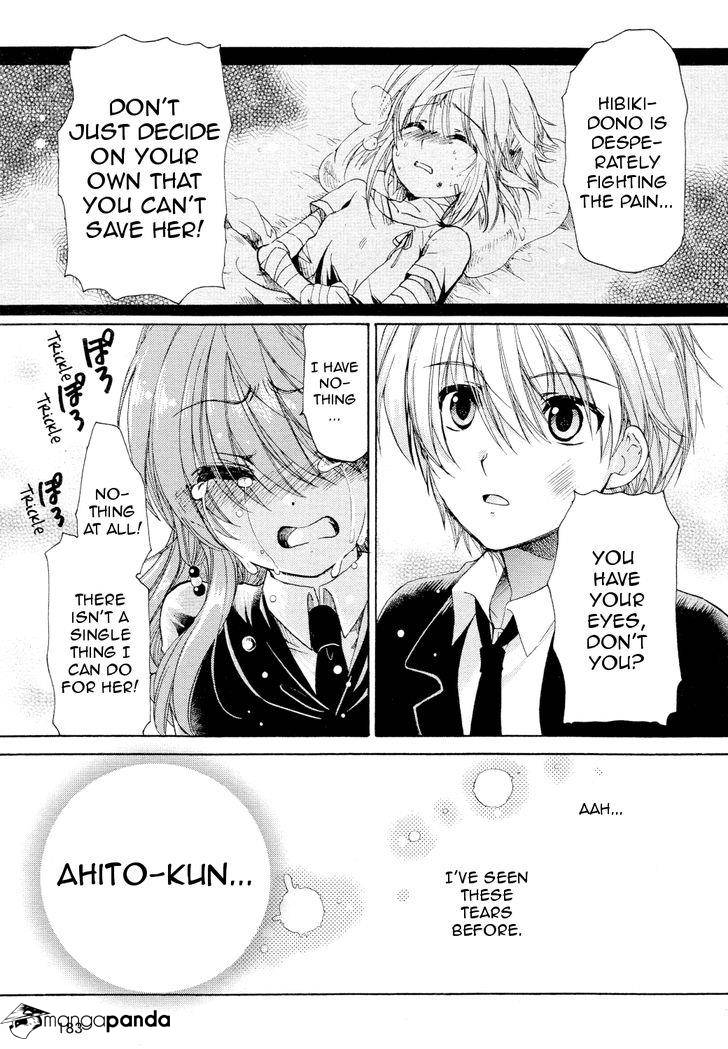 HIBIKI-
DONO IS
DESPE-
RATELY
FIGHTING
THE PAIN...
DON'T
JUST DECIDE
ON YOUR
OWN THAT
YOU CAN'T
SAVE HER!
YOU
HAVE
YOUR
EYES,
DON'T
YOU?
I HAVE
NO-
THING
...
ぽろ
TRICKLE
ぽろ
TRICKLE
ぽろ
TRICKLE
NO-
THING
AT ALL!
THERE
ISN'T A
SINGLE
THING I
CAN DO
FOR HER!
AAH...
I'VE SEEN
THESE
TEARS
BEFORE.
AHITO-KUN...
mangapanda
183